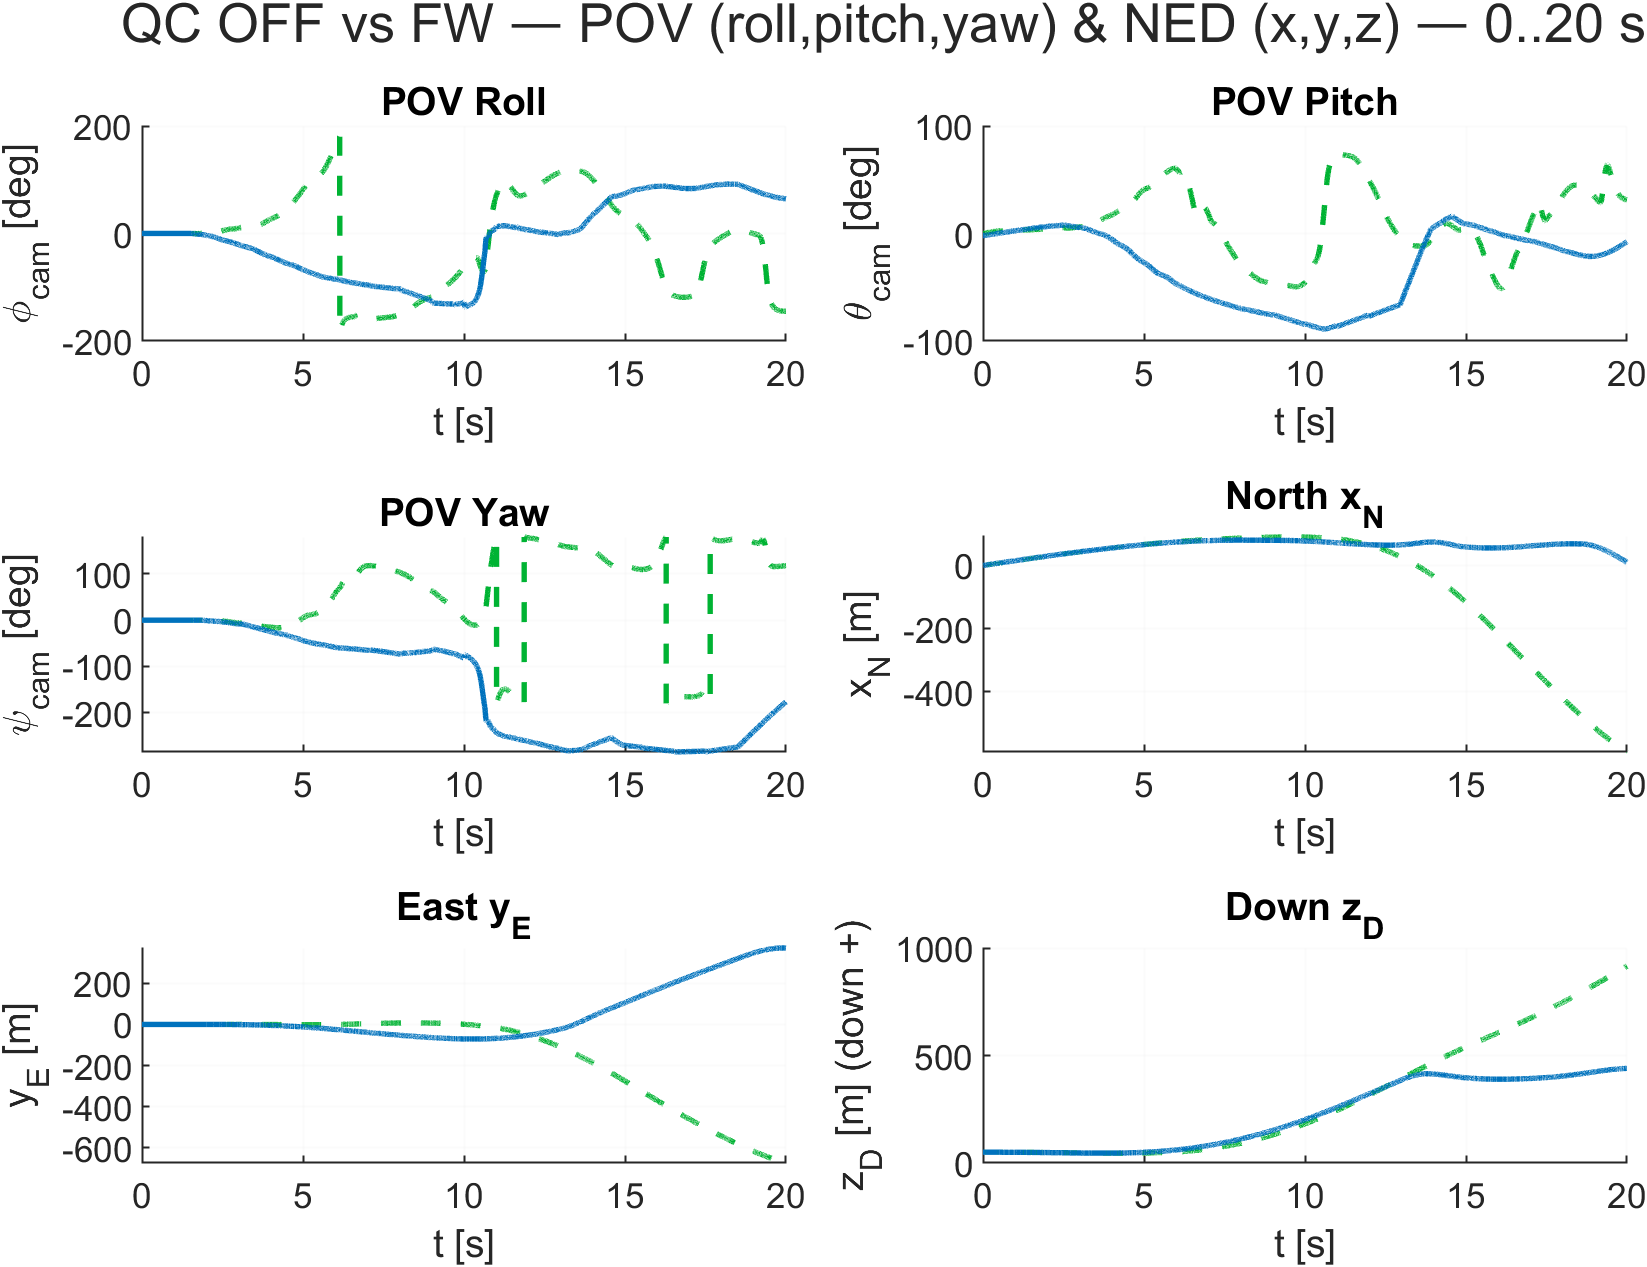 QC OFF vs FW — POV (roll,pitch,yaw) & NED (x,y,z) — 0..20 s
POV Roll
200
0
-200
ϕcam [deg]
0 5 10 15 20
t [s]
POV Pitch
100
0
-100
θcam [deg]
0 5 10 15 20
t [s]
POV Yaw
100
0
-100
-200
ψcam [deg]
0 5 10 15 20
t [s]
North xN
0
-200
-400
xN [m]
0 5 10 15 20
t [s]
East yE
200
0
-200
-400
-600
yE [m]
0 5 10 15 20
t [s]
Down zD
1000
500
0
zD [m] (down +)
0 5 10 15 20
t [s]